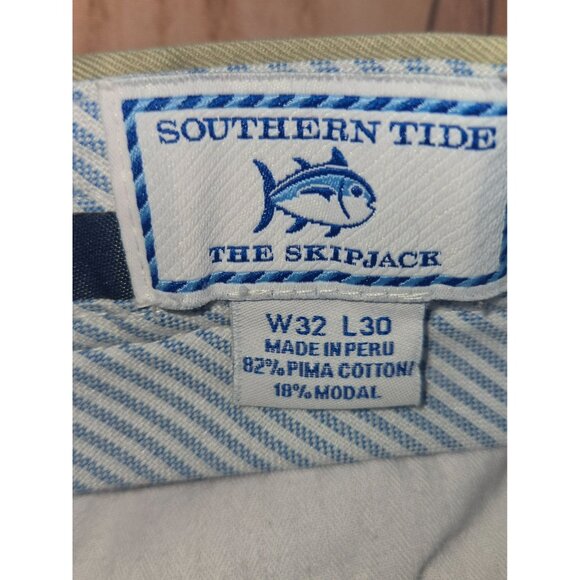 SOUTHERN TIDE
THE SKIPJACK
W32 L30
MADE IN PERU
82% PIMA COTTON/
18% MODAL